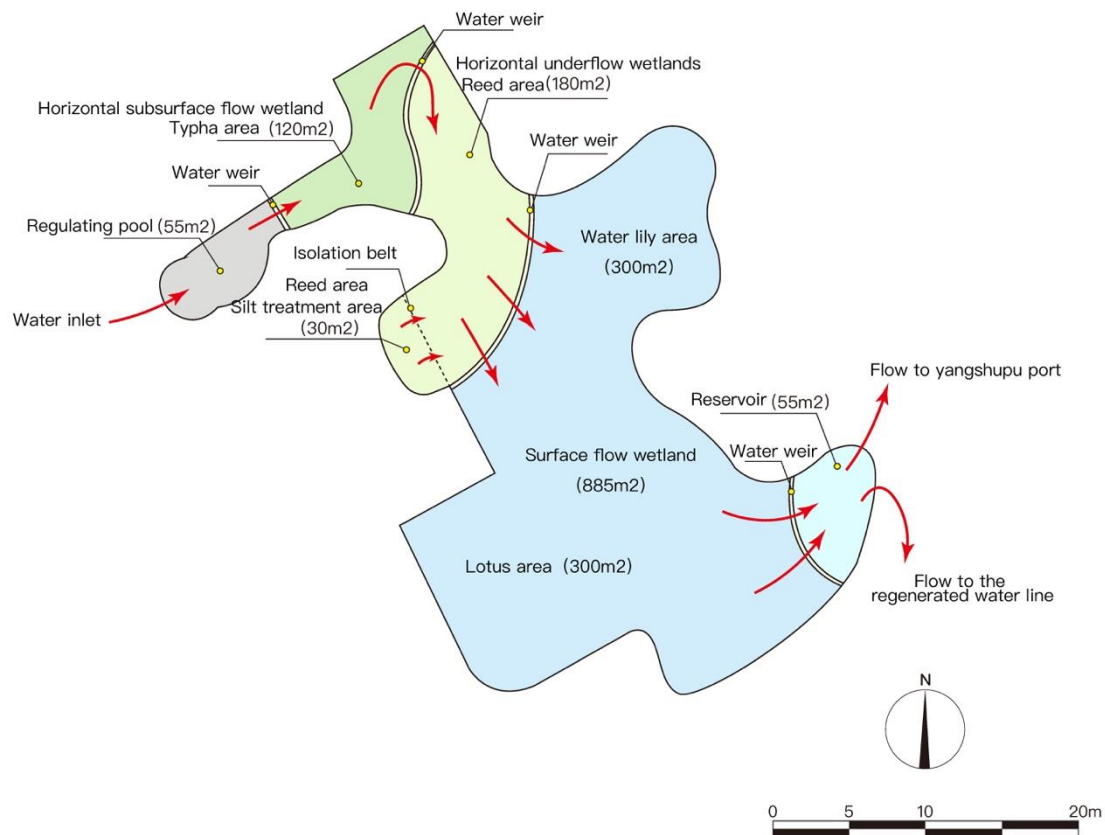 Water weir
Horizontal underflow wetlands
Reed area(180m2)
Horizontal subsurface flow wetland
Typha area (120m2)
Water weir
Water weir
Regulating pool (55m2)
Water lily area
(300m2)
Isolation belt
Reed area
Silt treatment area
(30m2)
Water inlet
Flow to yangshupu port
Reservoir (55m2)
Water weir
Surface flow wetland
(885m2)
Lotus area (300m2)
Flow to the
regenerated water line
N
0 5 10 20m